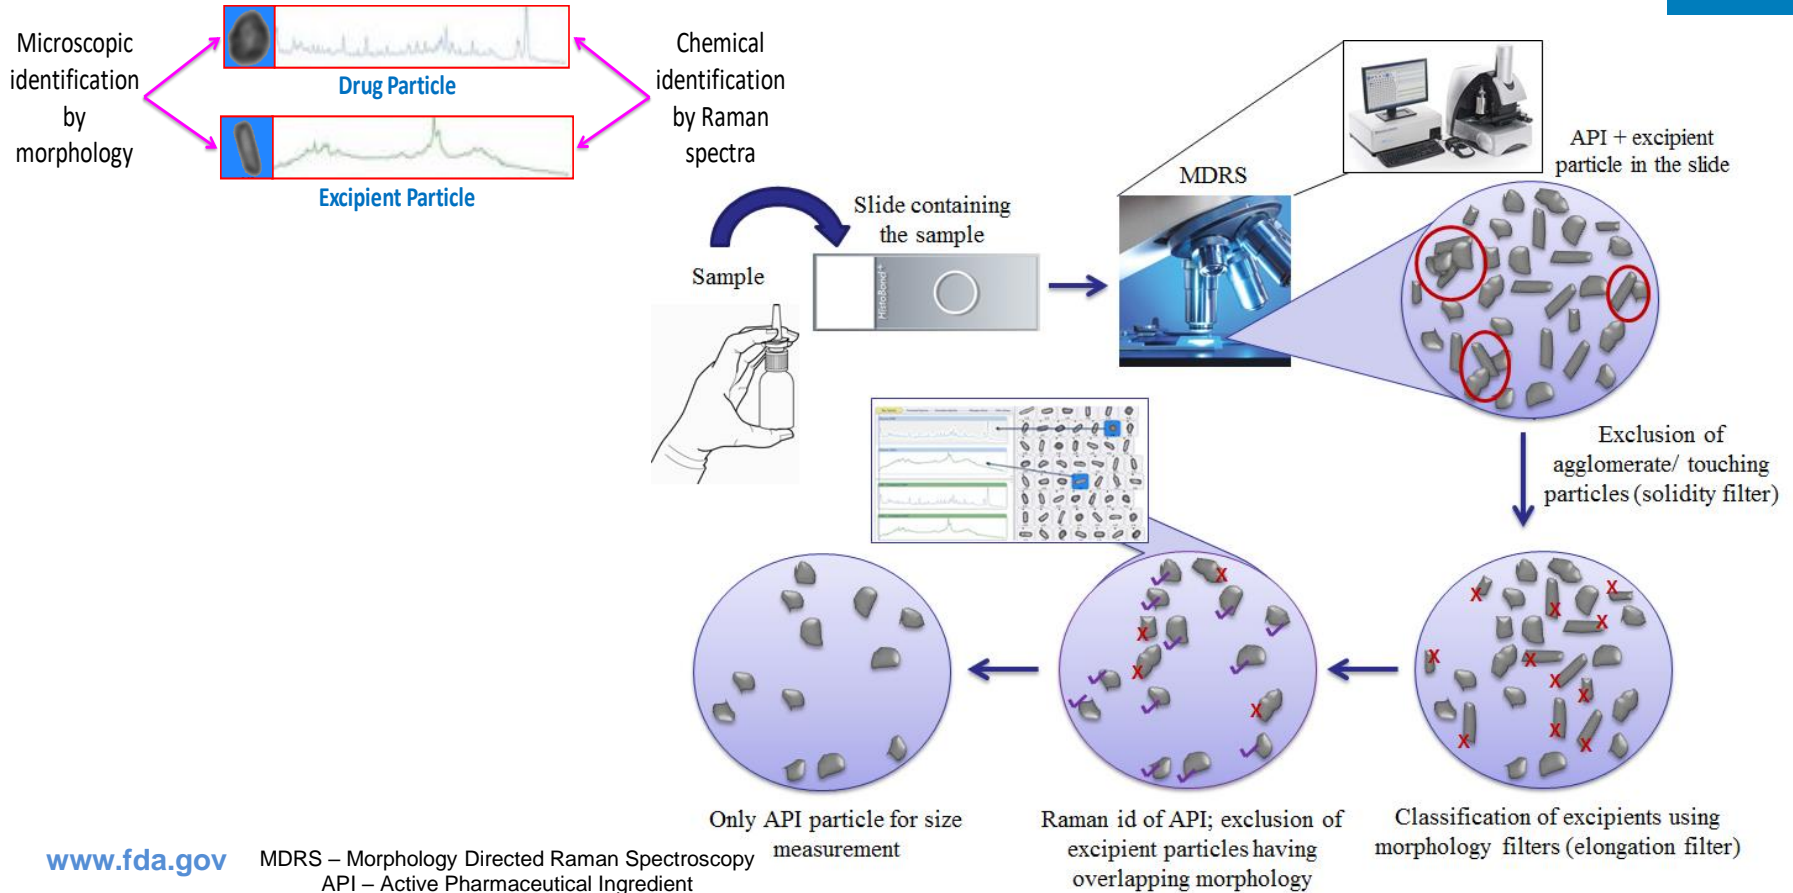 Microscopic
identification
by
morphology
Drug Particle
Excipient Particle
Chemical
identification
by Raman
spectra
Sample
Slide containing
the sample
HistoBond+
MDRS
API + excipient
particle in the slide
Exclusion of
agglomerate/ touching
particles (solidity filter)
Classification of excipients using
morphology filters (elongation filter)
Raman id of API; exclusion of
excipient particles having
overlapping morphology
Only API particle for size
measurement
www.fda.gov
MDRS – Morphology Directed Raman Spectroscopy
API – Active Pharmaceutical Ingredient